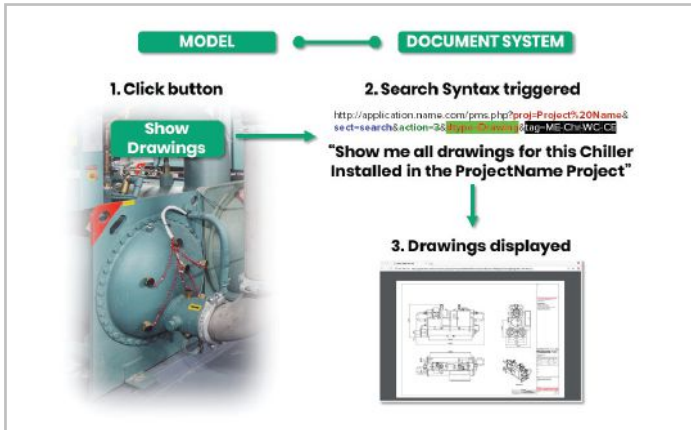 MODEL
DOCUMENT SYSTEM
1. Click button
Show
Drawings
2. Search Syntax triggered
http://application.name.com/pms.php?proj=Project%20Name&
sect=search&action=3&dtype=Drawing&tag=ME-Chr-WC-CE
"Show me all drawings for this Chiller
Installed in the ProjectName Project"
3. Drawings displayed